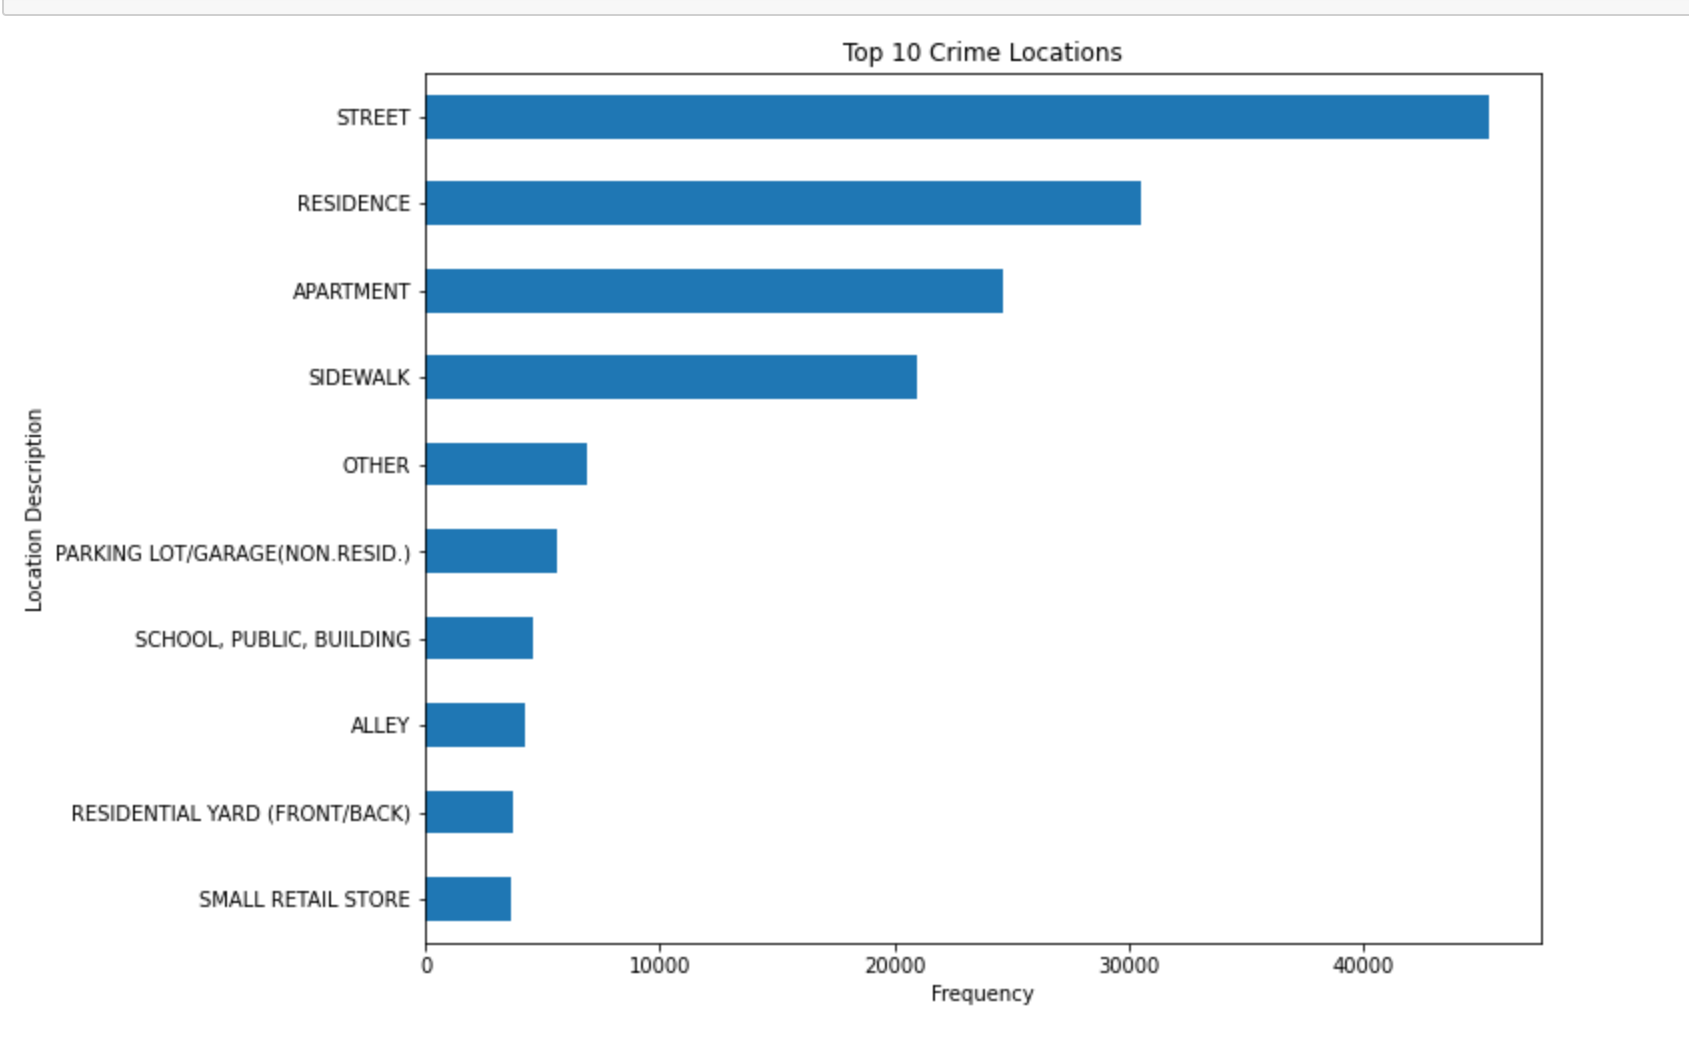 Top 10 Crime Locations
STREET
RESIDENCE
APARTMENT
SIDEWALK
OTHER
PARKING LOT/GARAGE(NON.RESID.)
SCHOOL, PUBLIC, BUILDING
ALLEY
RESIDENTIAL YARD (FRONT/BACK)
SMALL RETAIL STORE
Location Description
0 10000 20000 30000 40000
Frequency